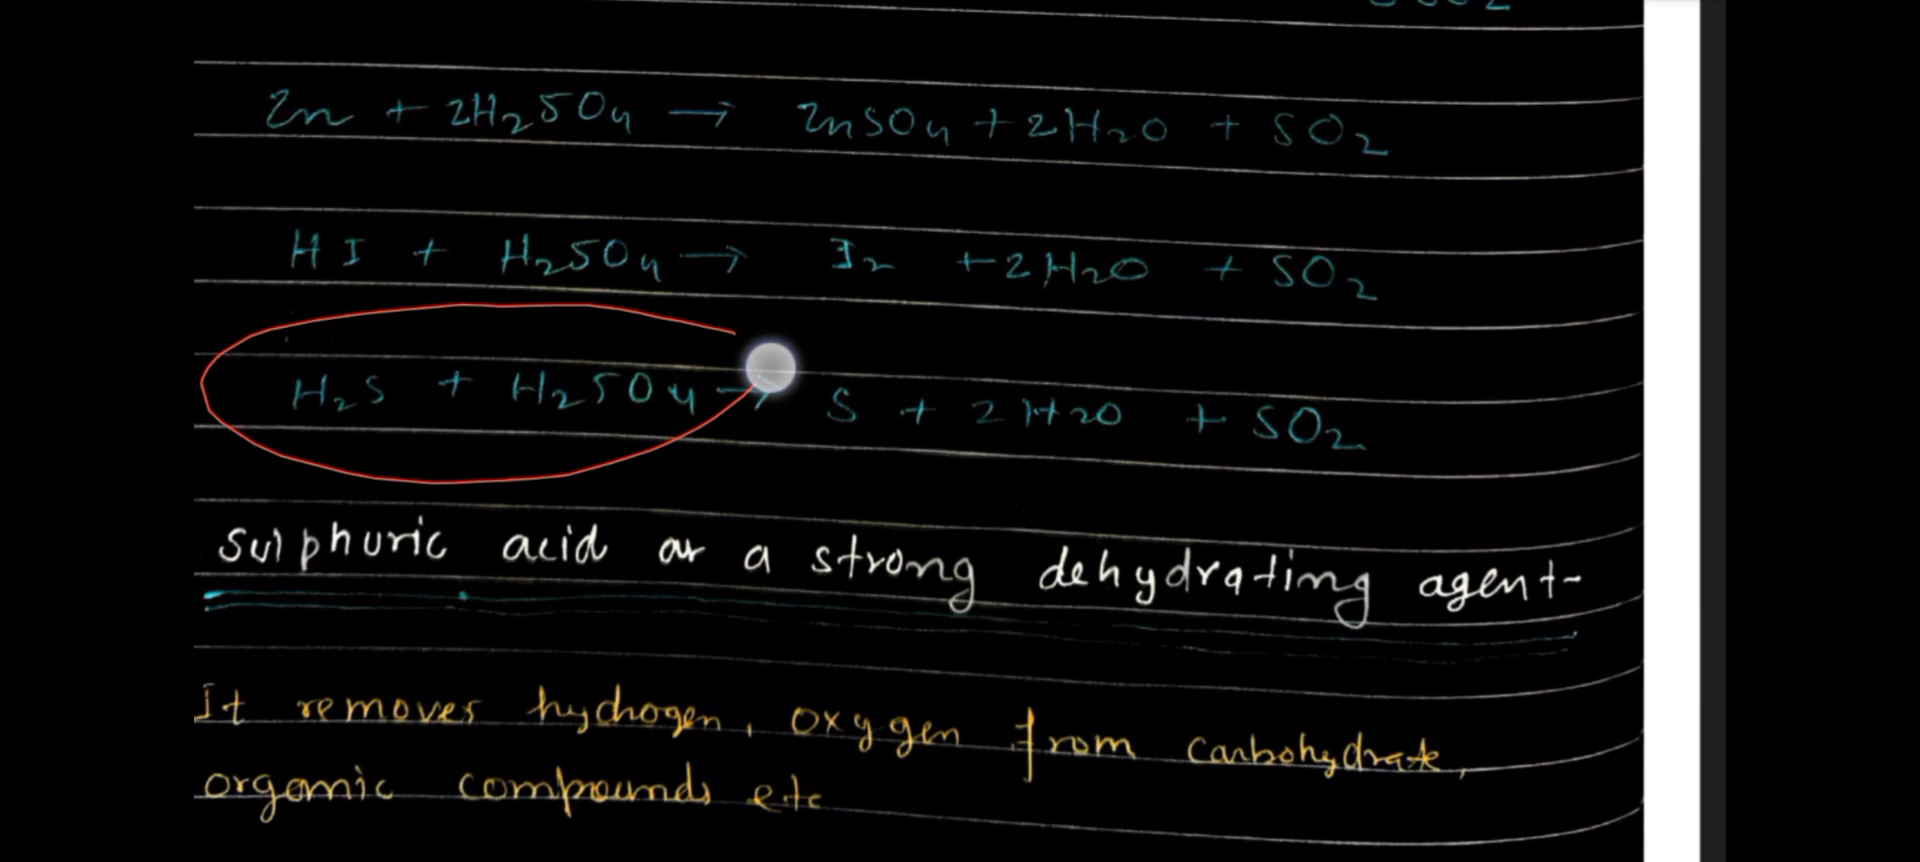 Zn + 2H2SO4 → ZnSO4 + 2H2O + SO2
HI + H2SO4 → I2 + 2H2O + SO2
H2S + H2SO4 → S + 2H2O + SO2
sulphuric acid as a strong dehydrating agent-
It removes hydrogen, oxygen from carbohydrate,
organic compounds etc